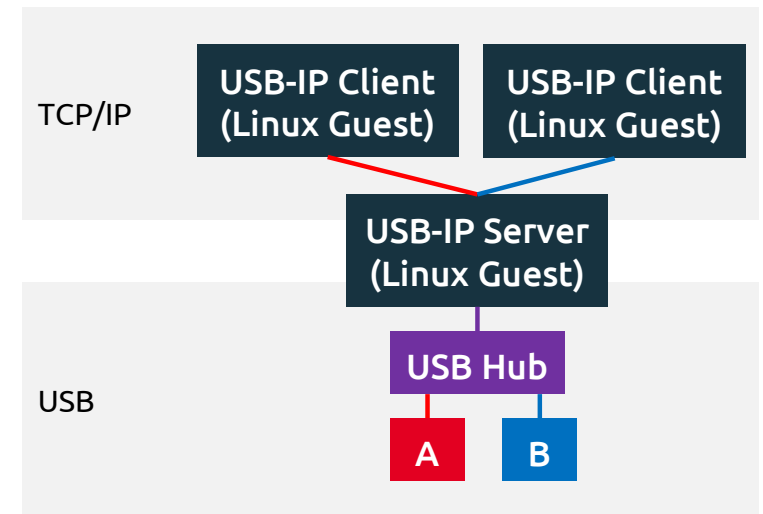 TCP/IP
USB-IP Client
(Linux Guest)
USB-IP Client
(Linux Guest)
USB-IP Server
(Linux Guest)
USB
USB Hub
A
B